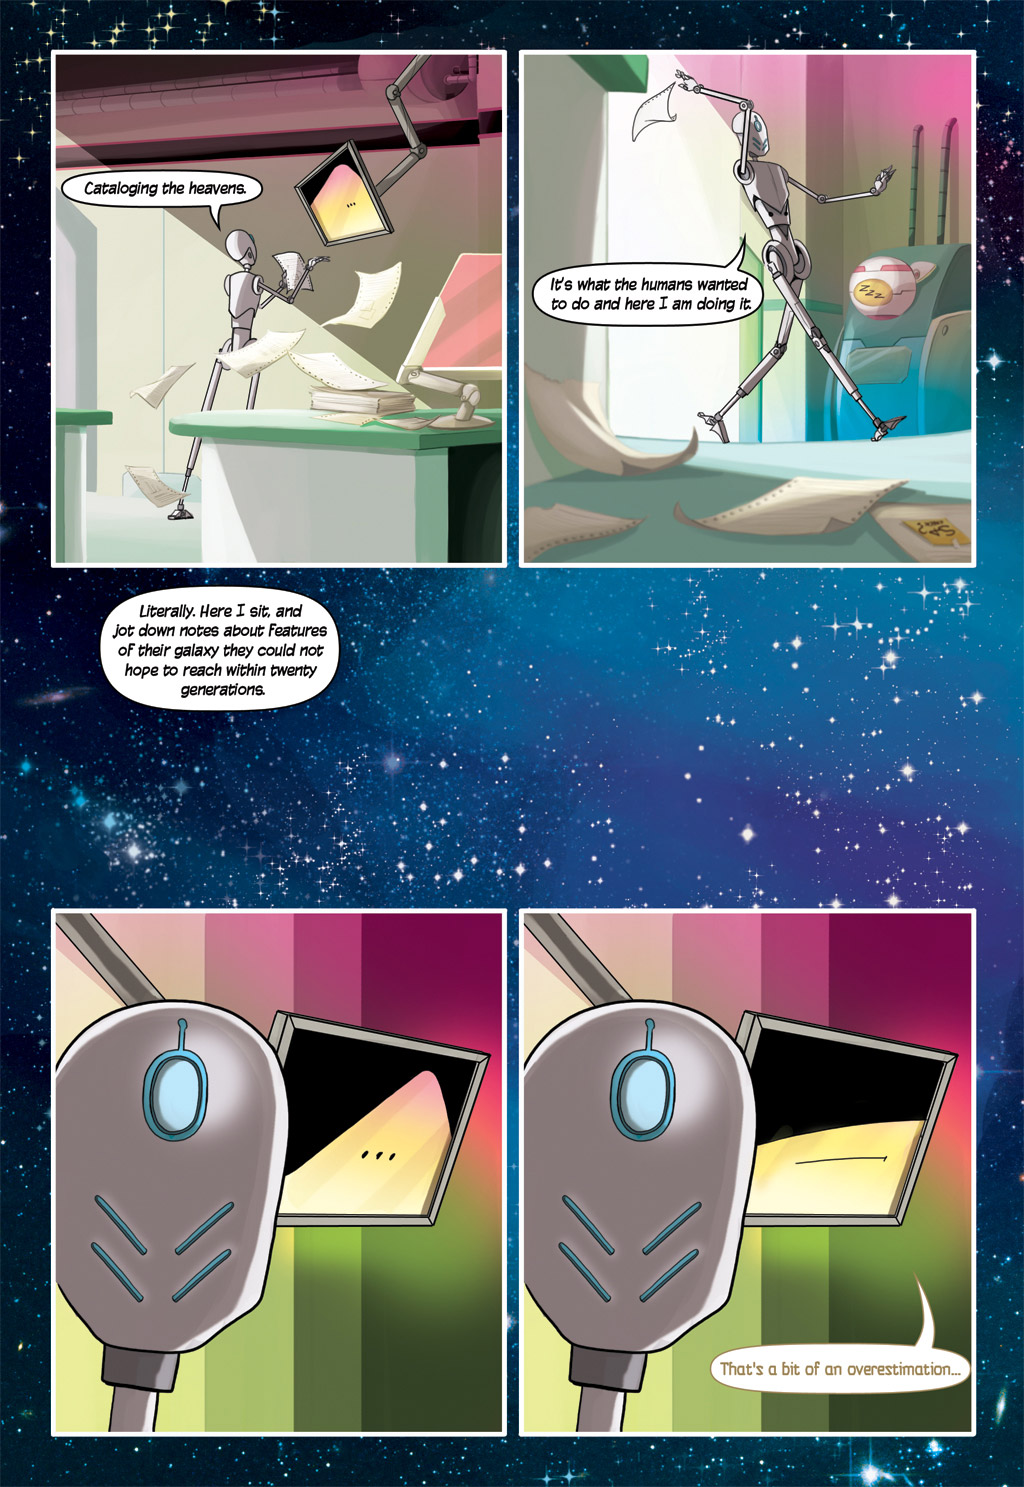 Cataloging the heavens.
It's what the humans wanted
to do and here I am doing it.
zzz
Literally. Here I sit, and
jot down notes about features
of their galaxy they could not
hope to reach within twenty
generations.
That's a bit of an overestimation...